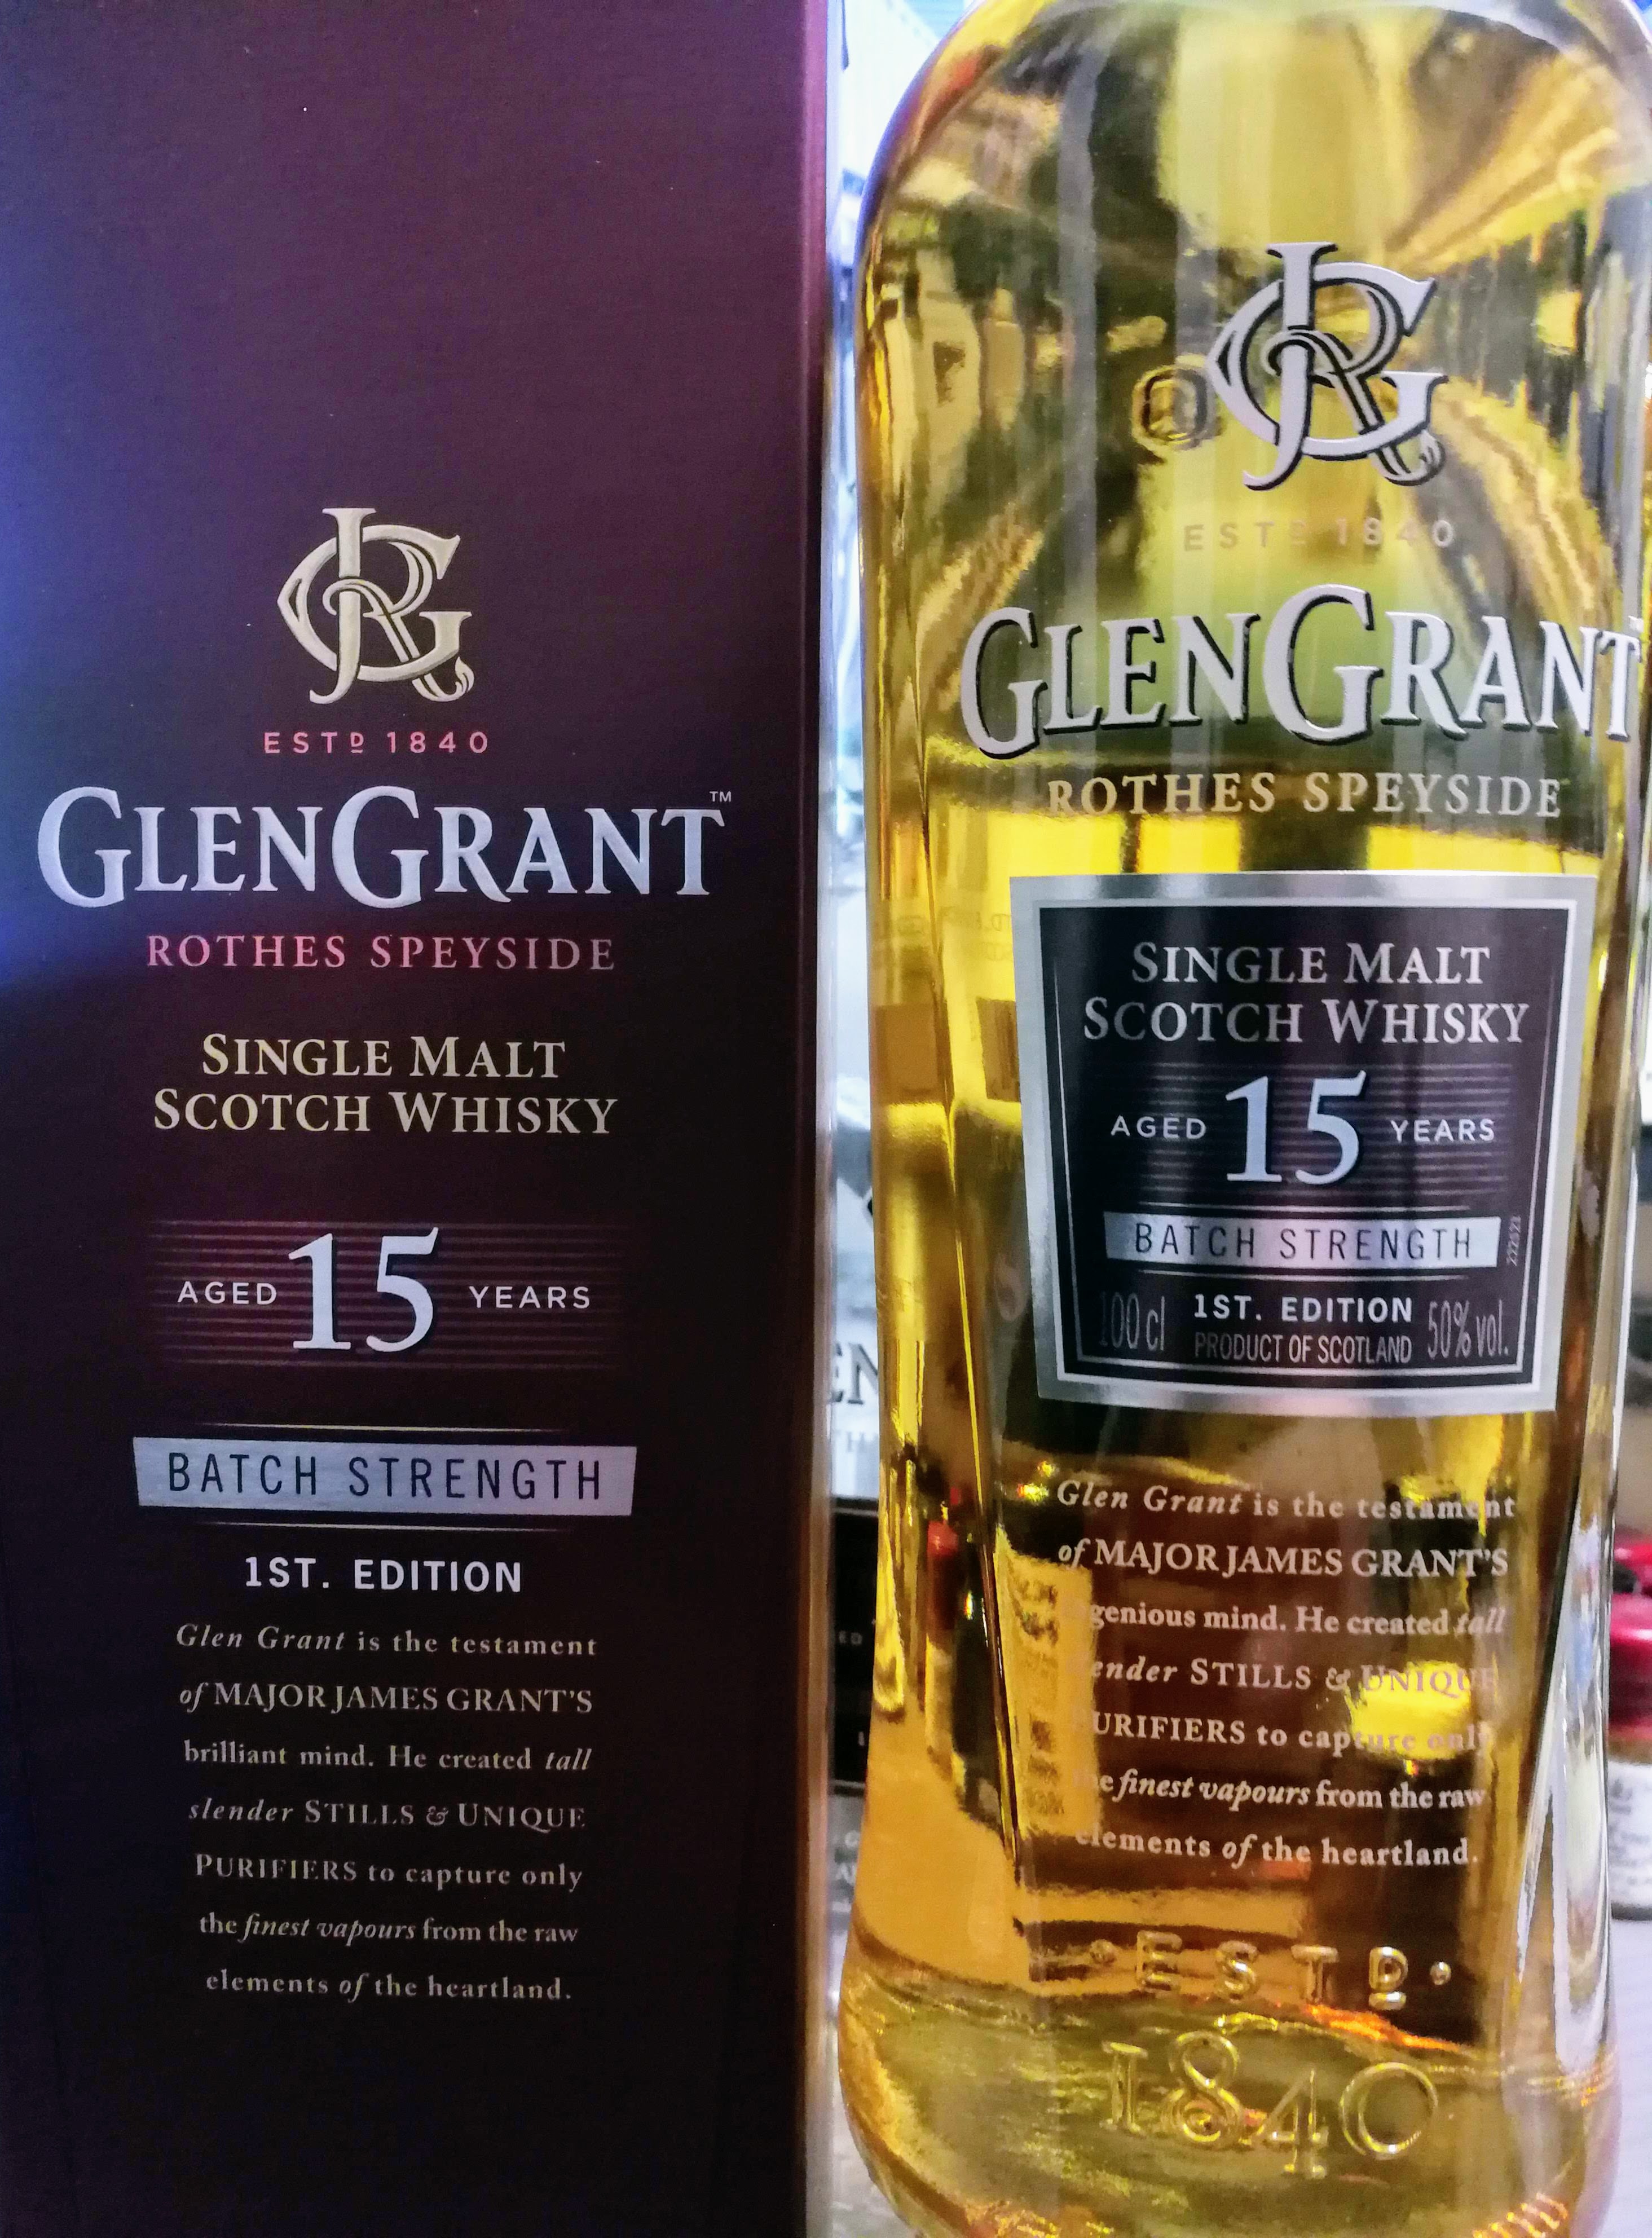 JGR
ESTD 1840
GLENGRANT™
ROTHES SPEYSIDE
SINGLE MALT
SCOTCH WHISKY
AGED 15 YEARS
BATCH STRENGTH
1ST. EDITION
Glen Grant is the testament
of MAJOR JAMES GRANT'S
brilliant mind. He created tall
slender STILLS & UNIQUE
PURIFIERS to capture only
the finest vapours from the raw
elements of the heartland.
JGR
ESTD 1840
GLENGRANT
ROTHES SPEYSIDE
SINGLE MALT
SCOTCH WHISKY
AGED 15 YEARS
BATCH STRENGTH
100 cl 1ST. EDITION 50% vol.
PRODUCT OF SCOTLAND
Glen Grant is the testament
of MAJOR JAMES GRANT'S
genious mind. He created tall
slender STILLS & UNIQUE
PURIFIERS to capture only
the finest vapours from the raw
elements of the heartland.
•ESTD•
1840